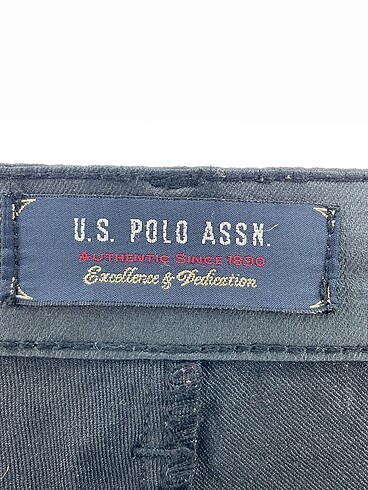 U.S. POLO ASSN.
AUTHENTIC SINCE 1890
Excellence & Dedication